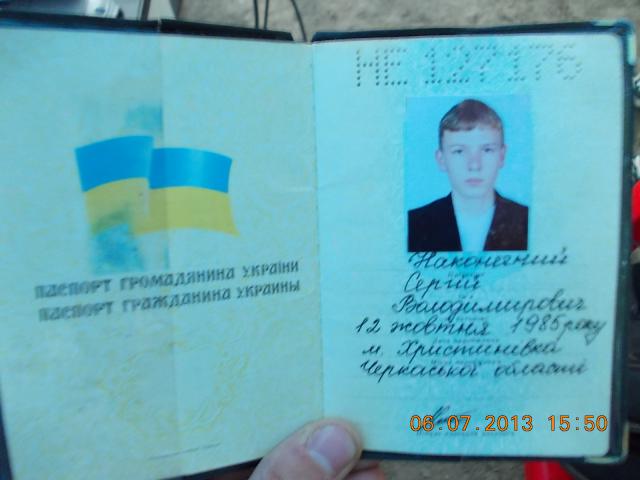 ПАСПОРТ ГРОМАДЯНИНА УКРАЇНИ
ПАСПОРТ ГРАЖДАНИНА УКРАИНЫ
НЕ 127176
Наконечний
Сергій
Володимирович
12 жовтня 1985 року
м. Христинівка
Черкаської області
06.07.2013 15:50